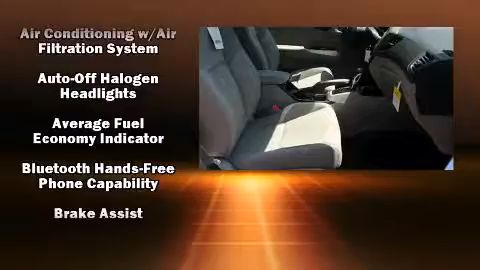 Air Conditioning w/Air
Filtration System
Auto-Off Halogen
Headlights
Average Fuel
Economy Indicator
Bluetooth Hands-Free
Phone Capability
Brake Assist